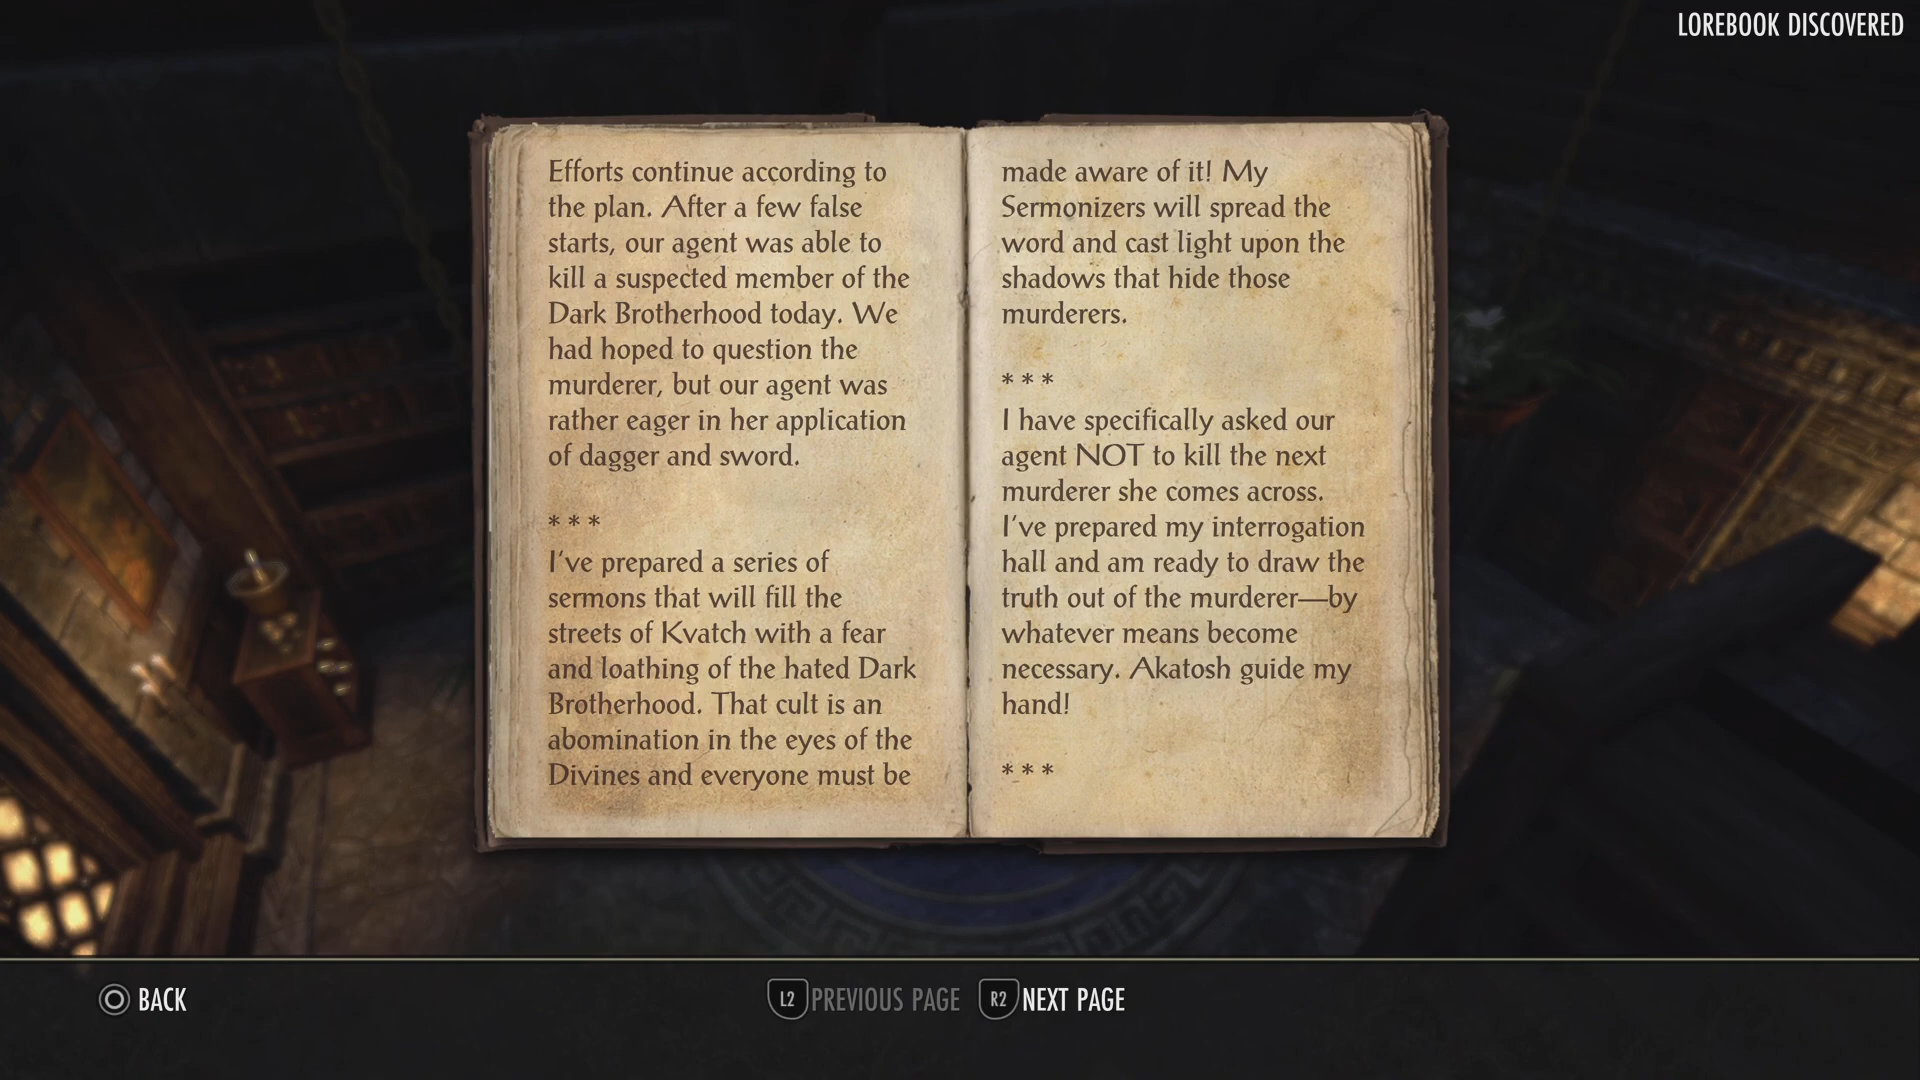 LOREBOOK DISCOVERED
Efforts continue according to
the plan. After a few false
starts, our agent was able to
kill a suspected member of the
Dark Brotherhood today. We
had hoped to question the
murderer, but our agent was
rather eager in her application
of dagger and sword.
* * *
I've prepared a series of
sermons that will fill the
streets of Kvatch with a fear
and loathing of the hated Dark
Brotherhood. That cult is an
abomination in the eyes of the
Divines and everyone must be
made aware of it! My
Sermonizers will spread the
word and cast light upon the
shadows that hide those
murderers.
* * *
I have specifically asked our
agent NOT to kill the next
murderer she comes across.
I've prepared my interrogation
hall and am ready to draw the
truth out of the murderer—by
whatever means become
necessary. Akatosh guide my
hand!
* * *
BACK
L2 PREVIOUS PAGE R2 NEXT PAGE